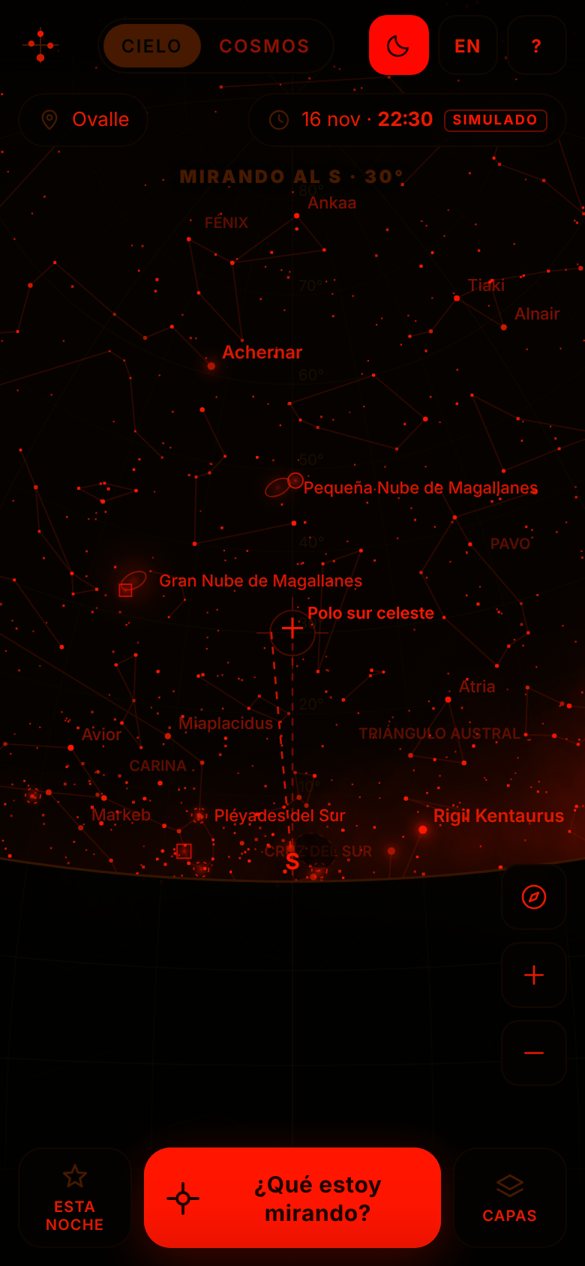 CIELO
COSMOS
EN
?
Ovalle
16 nov · 22:30 SIMULADO
MIRANDO AL S · 30°
80°
Ankaa
FÉNIX
70°
Tiaki
Alnair
Achernar
60°
50°
Pequeña Nube de Magallanes
40°
PAVO
Gran Nube de Magallanes
Polo sur celeste
Atria
20°
Miaplacidus
Avior
TRIÁNGULO AUSTRAL
CARINA
10°
Markeb
Pléyades del Sur
Rigil Kentaurus
CRUZ DEL SUR
S
ESTA
NOCHE
¿Qué estoy
mirando?
CAPAS